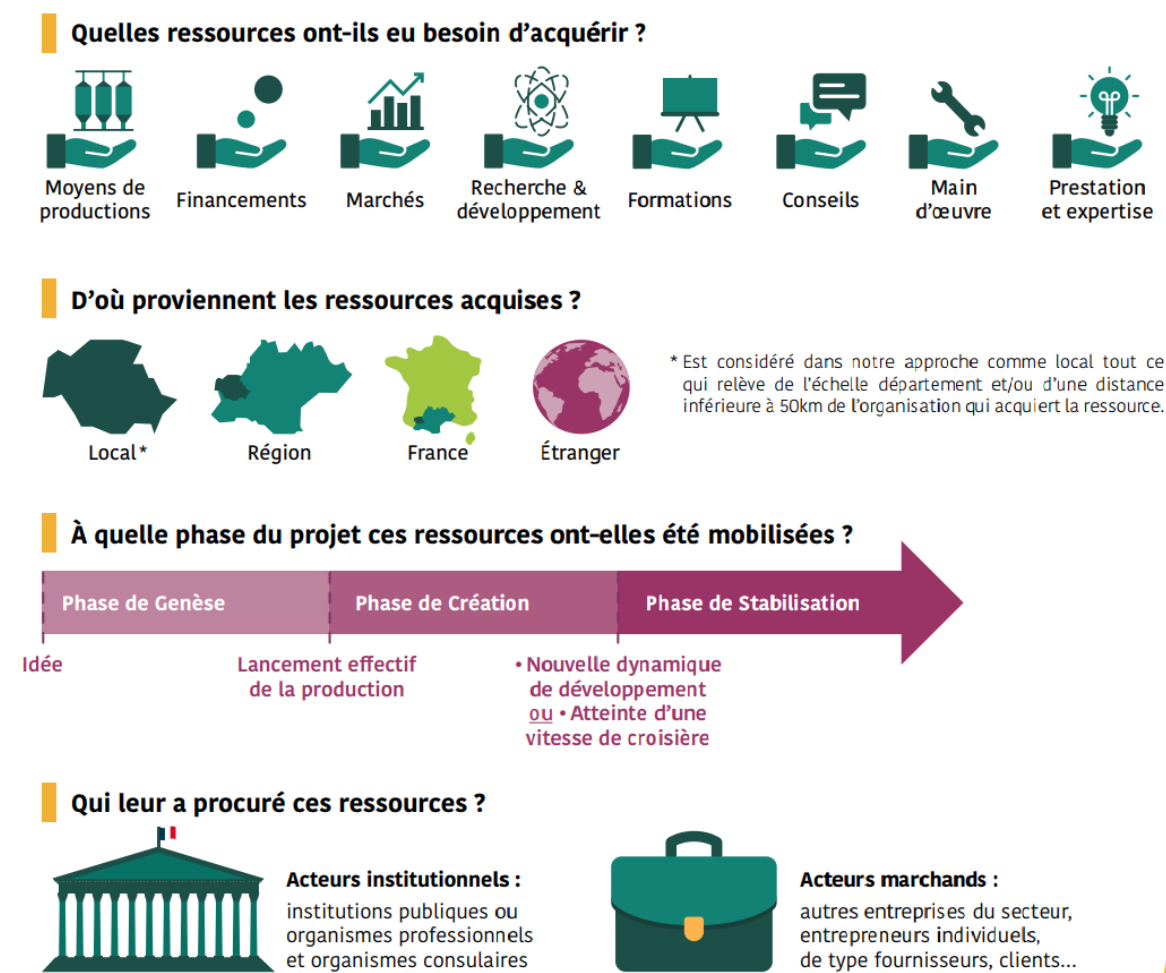 Quelles ressources ont-ils eu besoin d'acquérir ?
Moyens de
productions
Financements
Marchés
Recherche &
développement
Formations
Conseils
Main
d'œuvre
Prestation
et expertise
D'où proviennent les ressources acquises ?
Local*
Région
France
Étranger
* Est considéré dans notre approche comme local tout ce
qui relève de l'échelle département et/ou d'une distance
inférieure à 50km de l'organisation qui acquiert la ressource.
À quelle phase du projet ces ressources ont-elles été mobilisées ?
Phase de Genèse
Phase de Création
Phase de Stabilisation
Idée
Lancement effectif
de la production
• Nouvelle dynamique
de développement
ou • Atteinte d'une
vitesse de croisière
Qui leur a procuré ces ressources ?
Acteurs institutionnels :
institutions publiques ou
organismes professionnels
et organismes consulaires
Acteurs marchands :
autres entreprises du secteur,
entrepreneurs individuels,
de type fournisseurs, clients...